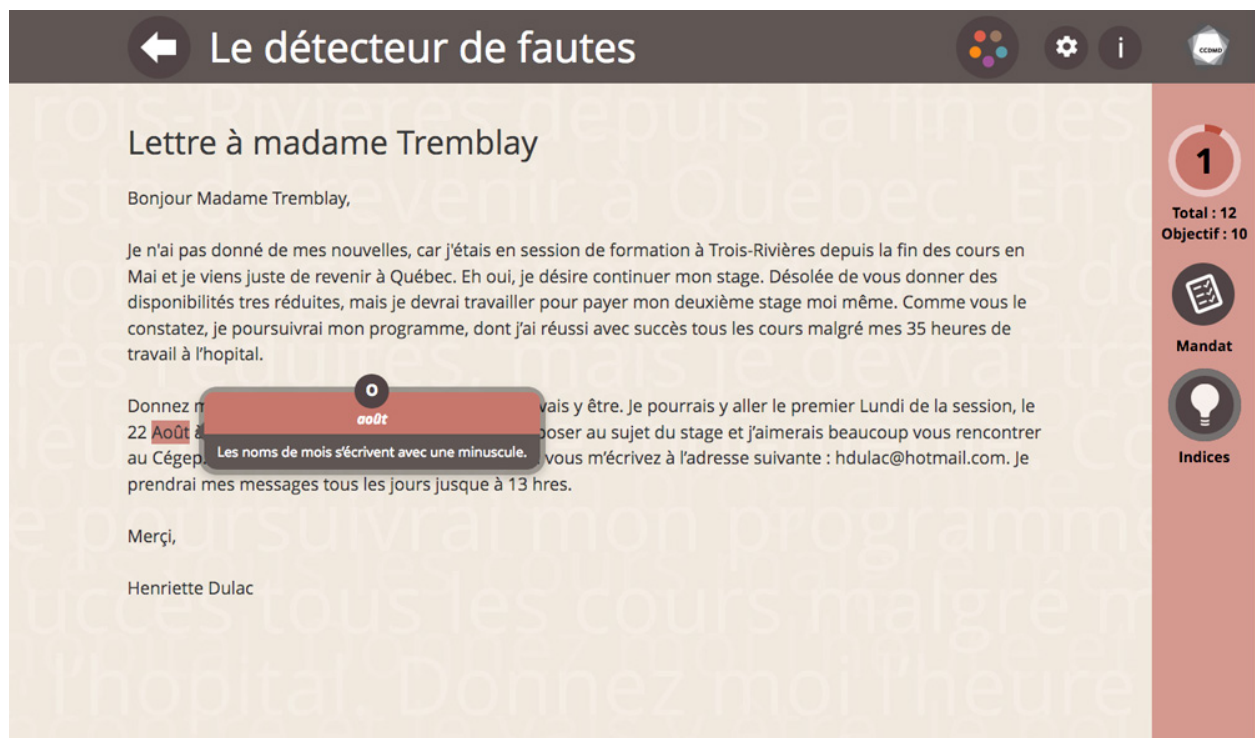 Le détecteur de fautes
i
CCDMD
Lettre à madame Tremblay
Bonjour Madame Tremblay,
Je n'ai pas donné de mes nouvelles, car j'étais en session de formation à Trois-Rivières depuis la fin des cours en
Mai et je viens juste de revenir à Québec. Eh oui, je désire continuer mon stage. Désolée de vous donner des
disponibilités tres réduites, mais je devrai travailler pour payer mon deuxième stage moi même. Comme vous le
constatez, je poursuivrai mon programme, dont j'ai réussi avec succès tous les cours malgré mes 35 heures de
travail à l'hopital.
Donnez vais y être. Je pourrais y aller le premier Lundi de la session, le
22 Août poser au sujet du stage et j'aimerais beaucoup vous rencontrer
au Cégep vous m'écrivez à l'adresse suivante : hdulac@hotmail.com. Je
prendrai mes messages tous les jours jusque à 13 hres.
Merçi,
Henriette Dulac
O
août
Les noms de mois s'écrivent avec une minuscule.
1
Total : 12
Objectif : 10
Mandat
Indices